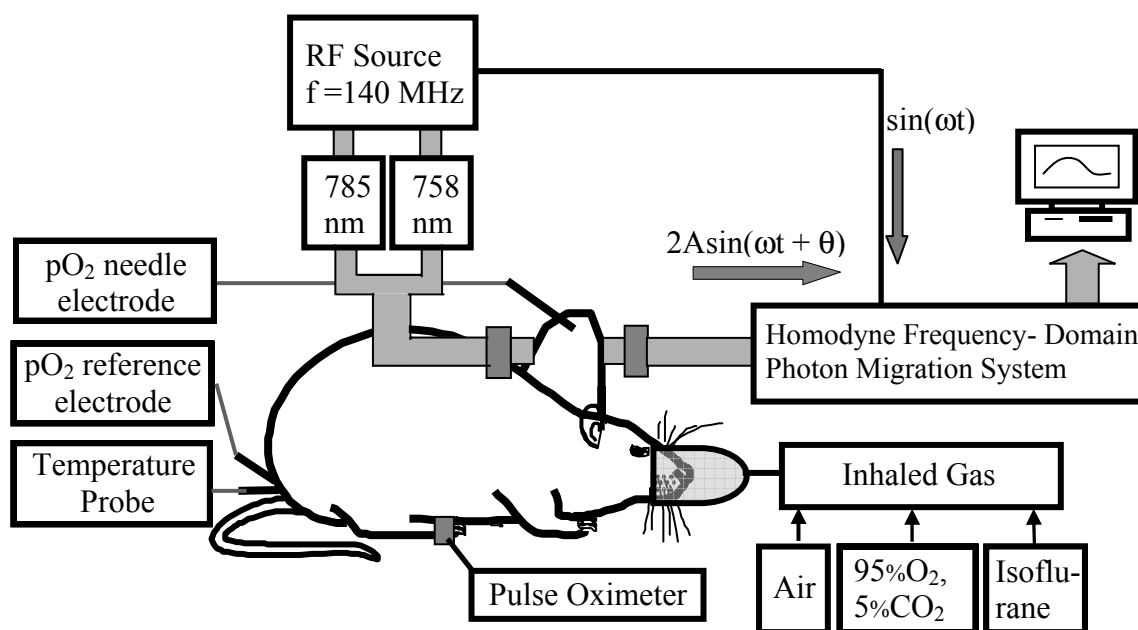 RF Source
f =140 MHz
sin(ωt)
785
nm
758
nm
2Asin(ωt + θ)
pO₂ needle
electrode
Homodyne Frequency- Domain
Photon Migration System
pO₂ reference
electrode
Temperature
Probe
Inhaled Gas
Pulse Oximeter
Air
95%O₂,
5%CO₂
Isoflu-
rane